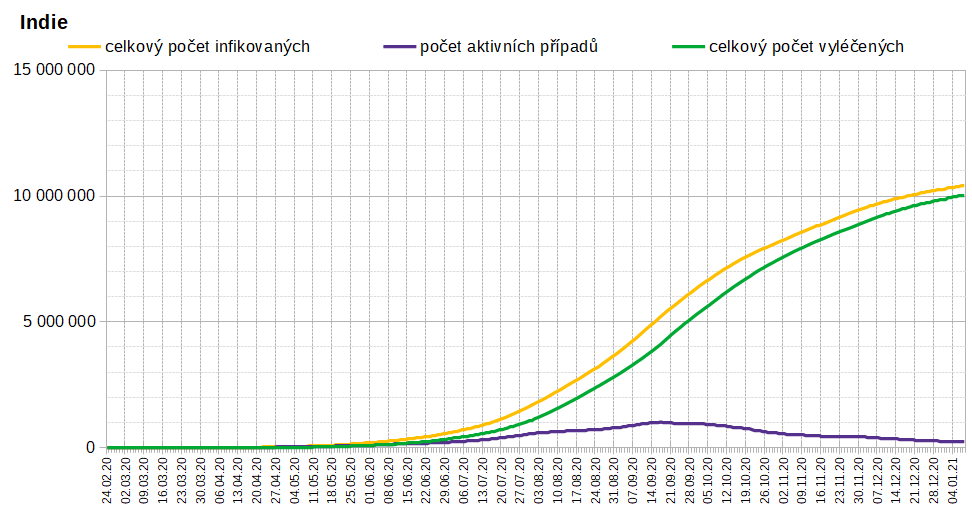 Indie
celkový počet infikovaných počet aktivních případů celkový počet vyléčených
15 000 000
10 000 000
5 000 000
0
24.02.20 02.03.20 09.03.20 16.03.20 23.03.20 30.03.20 06.04.20 13.04.20 20.04.20 27.04.20 04.05.20 11.05.20 18.05.20 25.05.20 01.06.20 08.06.20 15.06.20 22.06.20 29.06.20 06.07.20 13.07.20 20.07.20 27.07.20 03.08.20 10.08.20 17.08.20 24.08.20 31.08.20 07.09.20 14.09.20 21.09.20 28.09.20 05.10.20 12.10.20 19.10.20 26.10.20 02.11.20 09.11.20 16.11.20 23.11.20 30.11.20 07.12.20 14.12.20 21.12.20 28.12.20 04.01.21